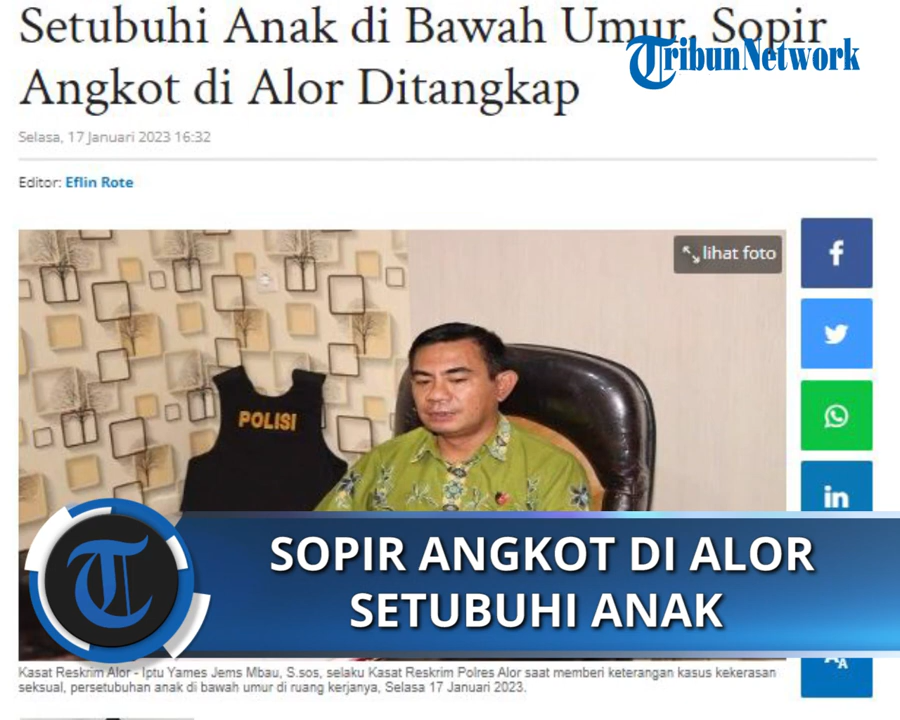 Setubuhi Anak di Bawah Umur, Sopir
TribunNetwork
Angkot di Alor Ditangkap
Selasa, 17 Januari 2023 16:32
Editor: Eflin Rote
lihat foto
POLISI
SOPIR ANGKOT DI ALOR
SETUBUHI ANAK
Kasat Reskrim Alor - Iptu Yames Jems Mbau, S.sos, selaku Kasat Reskrim Polres Alor saat memberi keterangan kasus kekerasan
seksual, persetubuhan anak di bawah umur di ruang kerjanya, Selasa 17 Januari 2023.